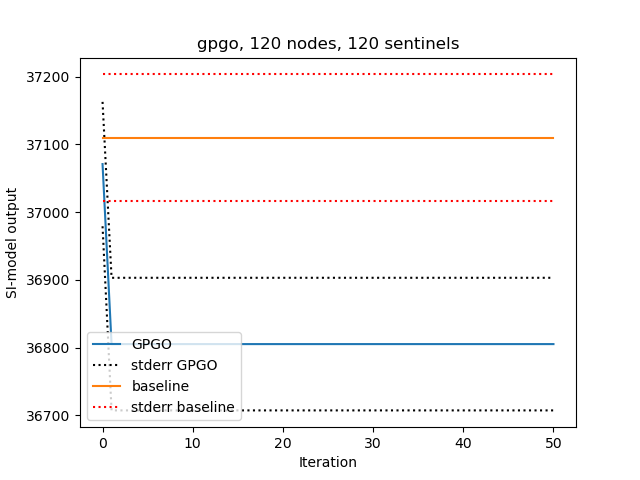 gpgo, 120 nodes, 120 sentinels
37200
37100
37000
36900
36800
36700
SI-model output
GPGO
stderr GPGO
baseline
stderr baseline
0 10 20 30 40 50
Iteration